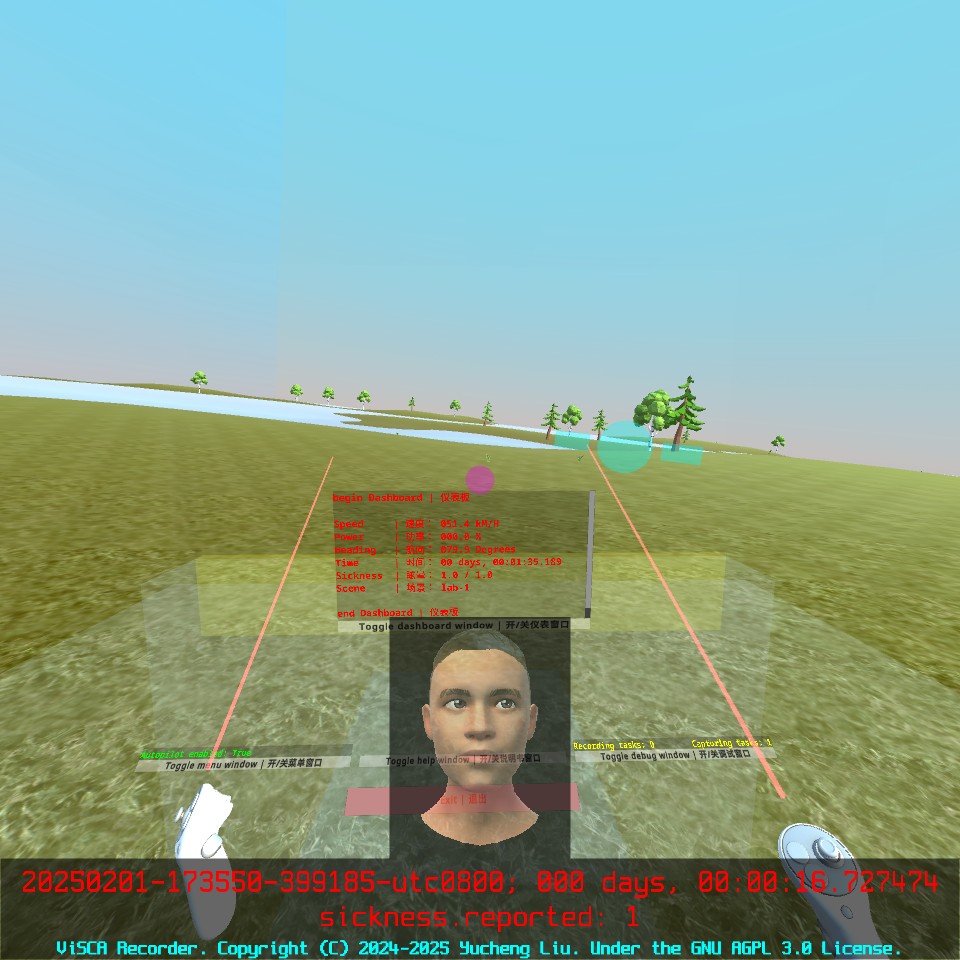 begin Dashboard | 仪表板
Speed | 速度: 051.4 kM/H
Power | 功率: 000.0 %
Heading | 航向: 079.5 Degrees
Time | 时间: 00 days, 00:01:35.189
Sickness | 眩晕: 1.0 / 1.0
Scene | 场景: lab-1
end Dashboard | 仪表板
Toggle dashboard window | 开/关仪表窗口
Autopilot enabled: True
Recording tasks: 0 Capturing tasks: 1
Toggle menu window | 开/关菜单窗口
Toggle help window | 开/关说明书窗口
Toggle debug window | 开/关调试窗口
Exit | 退出
20250201-173550-399185-utc0800; 000 days, 00:00:16.727474
sickness.reported: 1
ViSCA Recorder. Copyright (C) 2024-2025 Yucheng Liu. Under the GNU AGPL 3.0 License.